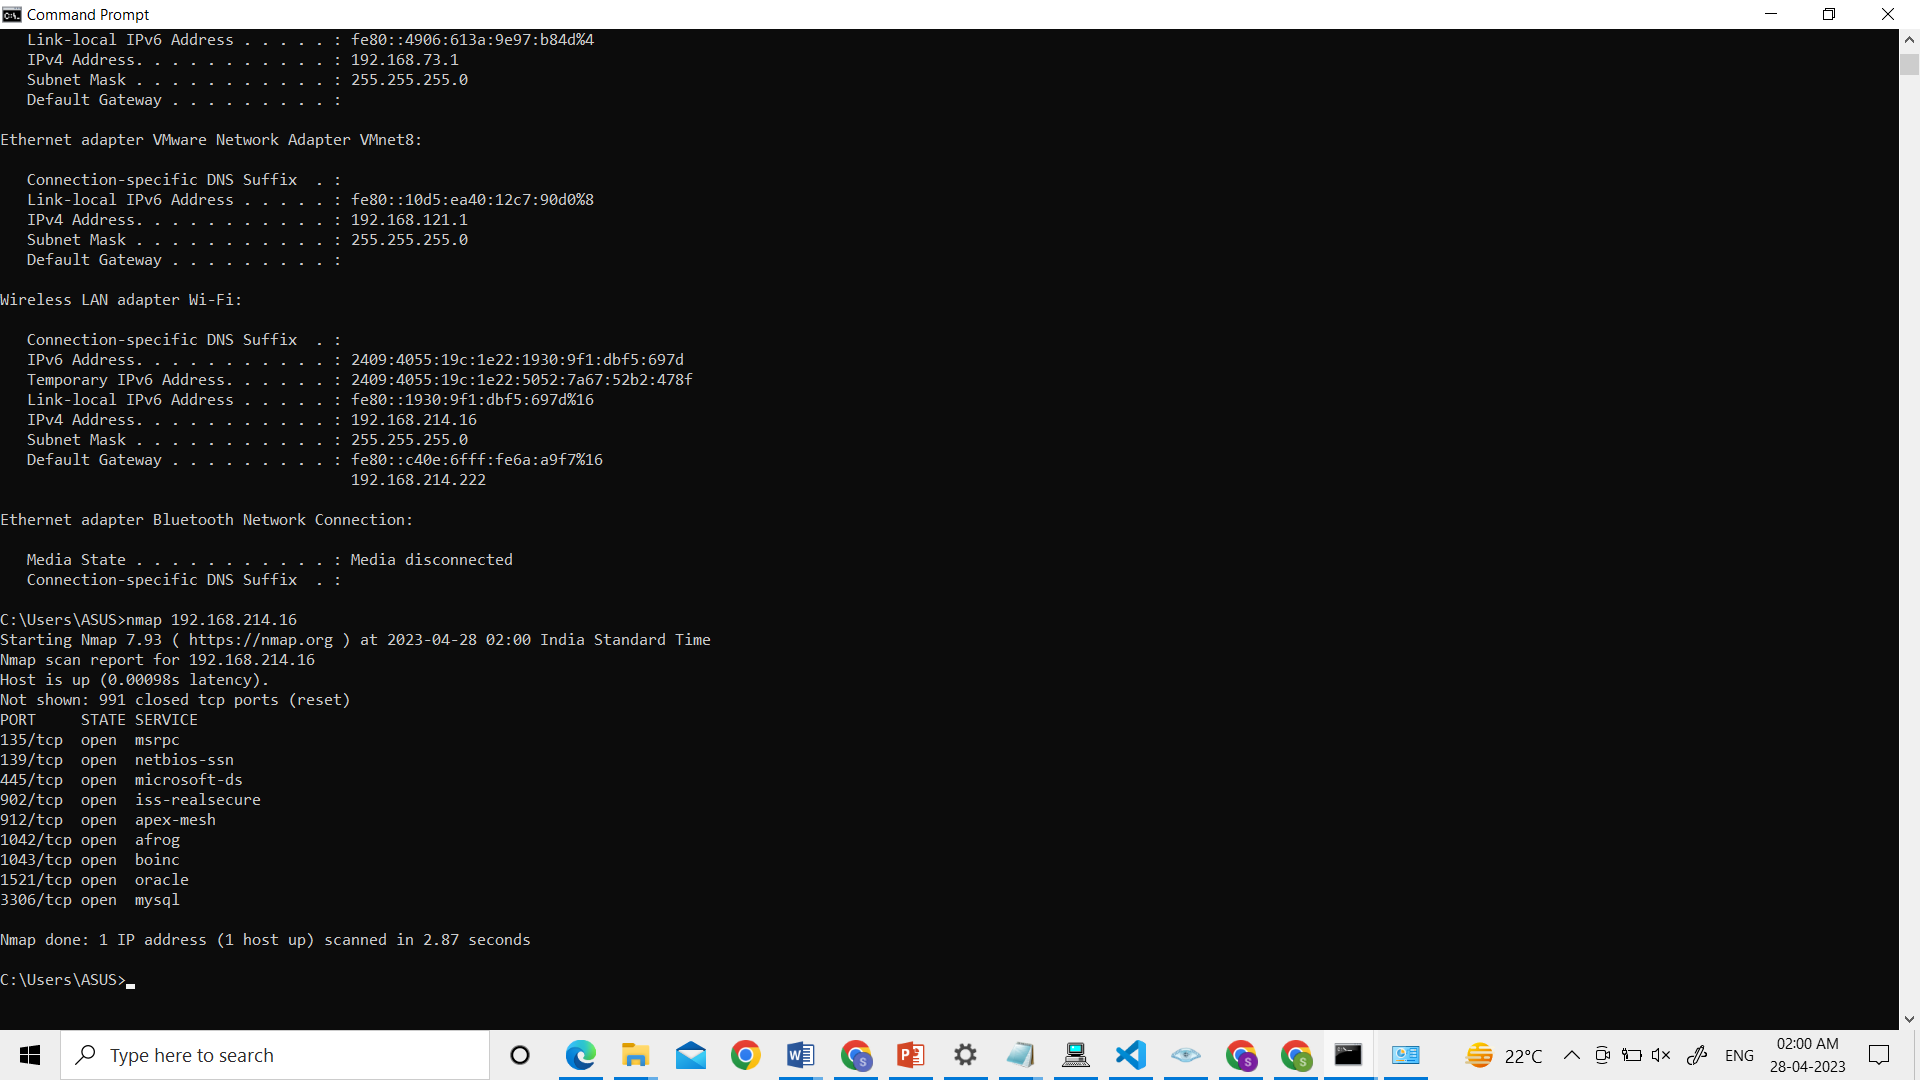 Command Prompt
   Link-local IPv6 Address . . . . . : fe80::4906:613a:9e97:b84d%4
   IPv4 Address. . . . . . . . . . . : 192.168.73.1
   Subnet Mask . . . . . . . . . . . : 255.255.255.0
   Default Gateway . . . . . . . . . :
Ethernet adapter VMware Network Adapter VMnet8:
   Connection-specific DNS Suffix  . :
   Link-local IPv6 Address . . . . . : fe80::10d5:ea40:12c7:90d0%8
   IPv4 Address. . . . . . . . . . . : 192.168.121.1
   Subnet Mask . . . . . . . . . . . : 255.255.255.0
   Default Gateway . . . . . . . . . :
Wireless LAN adapter Wi-Fi:
   Connection-specific DNS Suffix  . :
   IPv6 Address. . . . . . . . . . . : 2409:4055:19c:1e22:1930:9f1:dbf5:697d
   Temporary IPv6 Address. . . . . . : 2409:4055:19c:1e22:5052:7a67:52b2:478f
   Link-local IPv6 Address . . . . . : fe80::1930:9f1:dbf5:697d%16
   IPv4 Address. . . . . . . . . . . : 192.168.214.16
   Subnet Mask . . . . . . . . . . . : 255.255.255.0
   Default Gateway . . . . . . . . . : fe80::c40e:6fff:fe6a:a9f7%16
                                       192.168.214.222
Ethernet adapter Bluetooth Network Connection:
   Media State . . . . . . . . . . . : Media disconnected
   Connection-specific DNS Suffix  . :
C:\Users\ASUS>nmap 192.168.214.16
Starting Nmap 7.93 ( https://nmap.org ) at 2023-04-28 02:00 India Standard Time
Nmap scan report for 192.168.214.16
Host is up (0.00098s latency).
Not shown: 991 closed tcp ports (reset)
PORT     STATE SERVICE
135/tcp  open  msrpc
139/tcp  open  netbios-ssn
445/tcp  open  microsoft-ds
902/tcp  open  iss-realsecure
912/tcp  open  apex-mesh
1042/tcp open  afrog
1043/tcp open  boinc
1521/tcp open  oracle
3306/tcp open  mysql
Nmap done: 1 IP address (1 host up) scanned in 2.87 seconds
C:\Users\ASUS>
Type here to search
22°C
ENG
02:00 AM
28-04-2023